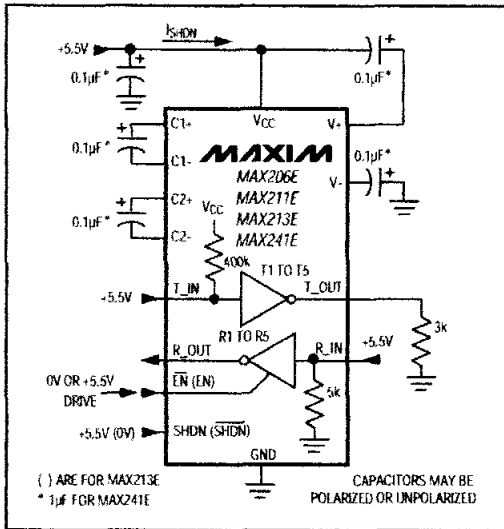 I_SHDN
+5.5V
0.1µF*
0.1µF*
VCC
V+
C1+
0.1µF*
C1-
MAXIM
V-
0.1µF*
MAX206E
MAX211E
MAX213E
MAX241E
C2+
0.1µF*
C2-
VCC
400k
T1 TO T5
+5.5V
T_IN
T_OUT
3k
R1 TO R5
R_OUT
R_IN
+5.5V
5k
0V OR +5.5V
DRIVE
E̅N̅ (EN)
+5.5V (0V)
SHDN (S̅H̅D̅N̅)
GND
( ) ARE FOR MAX213E
* 1µF FOR MAX241E
CAPACITORS MAY BE
POLARIZED OR UNPOLARIZED